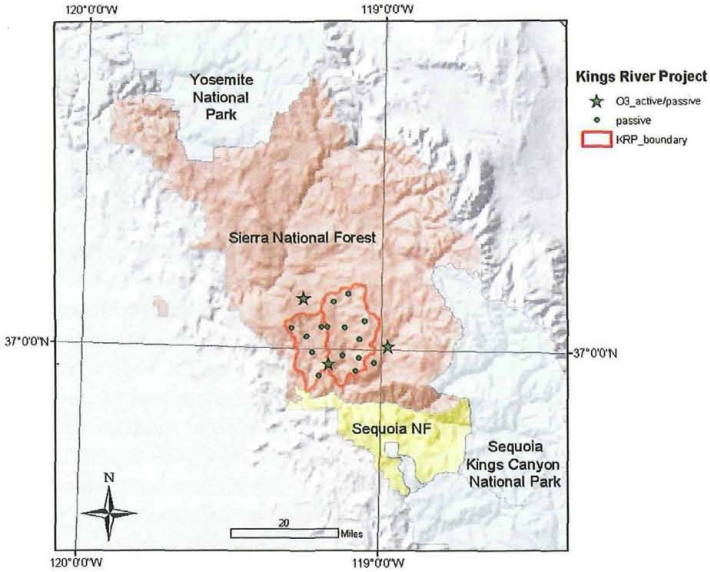 120°0'0"W
119°0'0"W
Yosemite
National
Park
Kings River Project
O3_active/passive
passive
KRP_boundary
Sierra National Forest
37°0'0"N
37°0'0"N
Sequoia NF
Sequoia
Kings Canyon
National Park
N
20
Miles
120°0'0"W
119°0'0"W